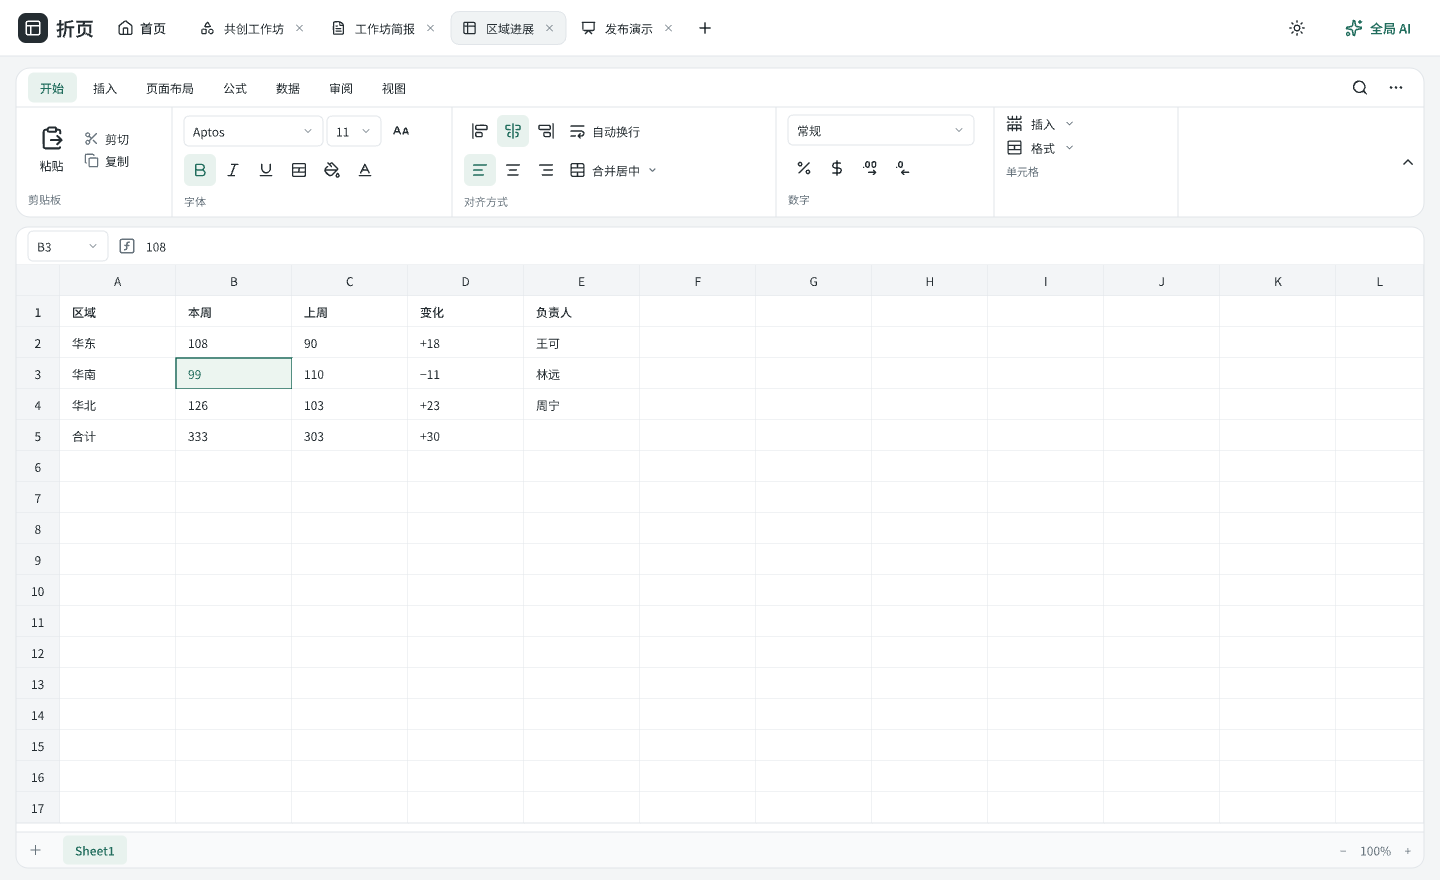 折页 首页 共创工作坊 工作坊简报 区域进展 发布演示 全局 AI
开始 插入 页面布局 公式 数据 审阅 视图
粘贴 剪切 复制 剪贴板
Aptos 11 AA
B I U A
字体
自动换行
合并居中
对齐方式
常规
% $ .00 .0
数字
插入
格式
单元格
B3 108
A B C D E F G H I J K L
1 区域 本周 上周 变化 负责人
2 华东 108 90 +18 王可
3 华南 99 110 −11 林远
4 华北 126 103 +23 周宁
5 合计 333 303 +30
6
7
8
9
10
11
12
13
14
15
16
17
+ Sheet1 − 100% +